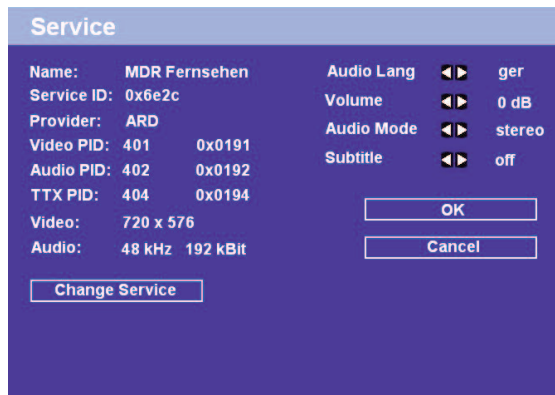 Service
Name: MDR Fernsehen
Service ID: 0x6e2c
Provider: ARD
Video PID: 401 0x0191
Audio PID: 402 0x0192
TTX PID: 404 0x0194
Video: 720 x 576
Audio: 48 kHz 192 kBit
Change Service
Audio Lang ger
Volume 0 dB
Audio Mode stereo
Subtitle off
OK
Cancel